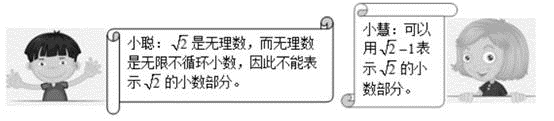 小聪：√2是无理数，而无理数
是无限不循环小数，因此不能表
示√2的小数部分。
小慧：可以
用√2-1表
示√2的小
数部分。